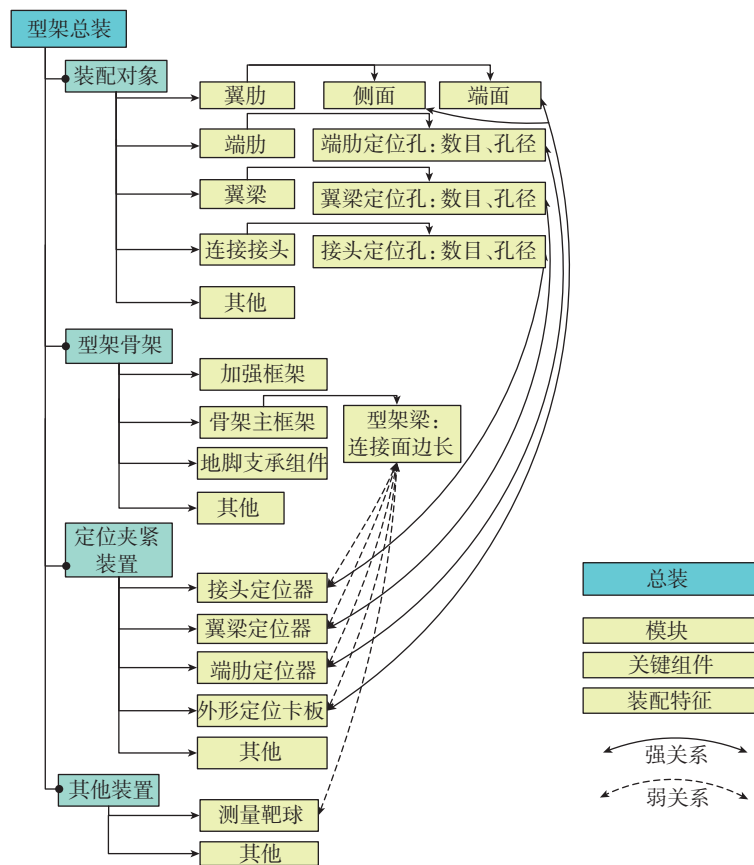 型架总装
装配对象
翼肋
侧面
端面
端肋
端肋定位孔：数目、孔径
翼梁
翼梁定位孔：数目、孔径
连接接头
接头定位孔：数目、孔径
其他
型架骨架
加强框架
骨架主框架
型架梁：
连接面边长
地脚支承组件
其他
定位夹紧
装置
接头定位器
翼梁定位器
端肋定位器
外形定位卡板
其他
其他装置
测量靶球
其他
总装
模块
关键组件
装配特征
强关系
弱关系